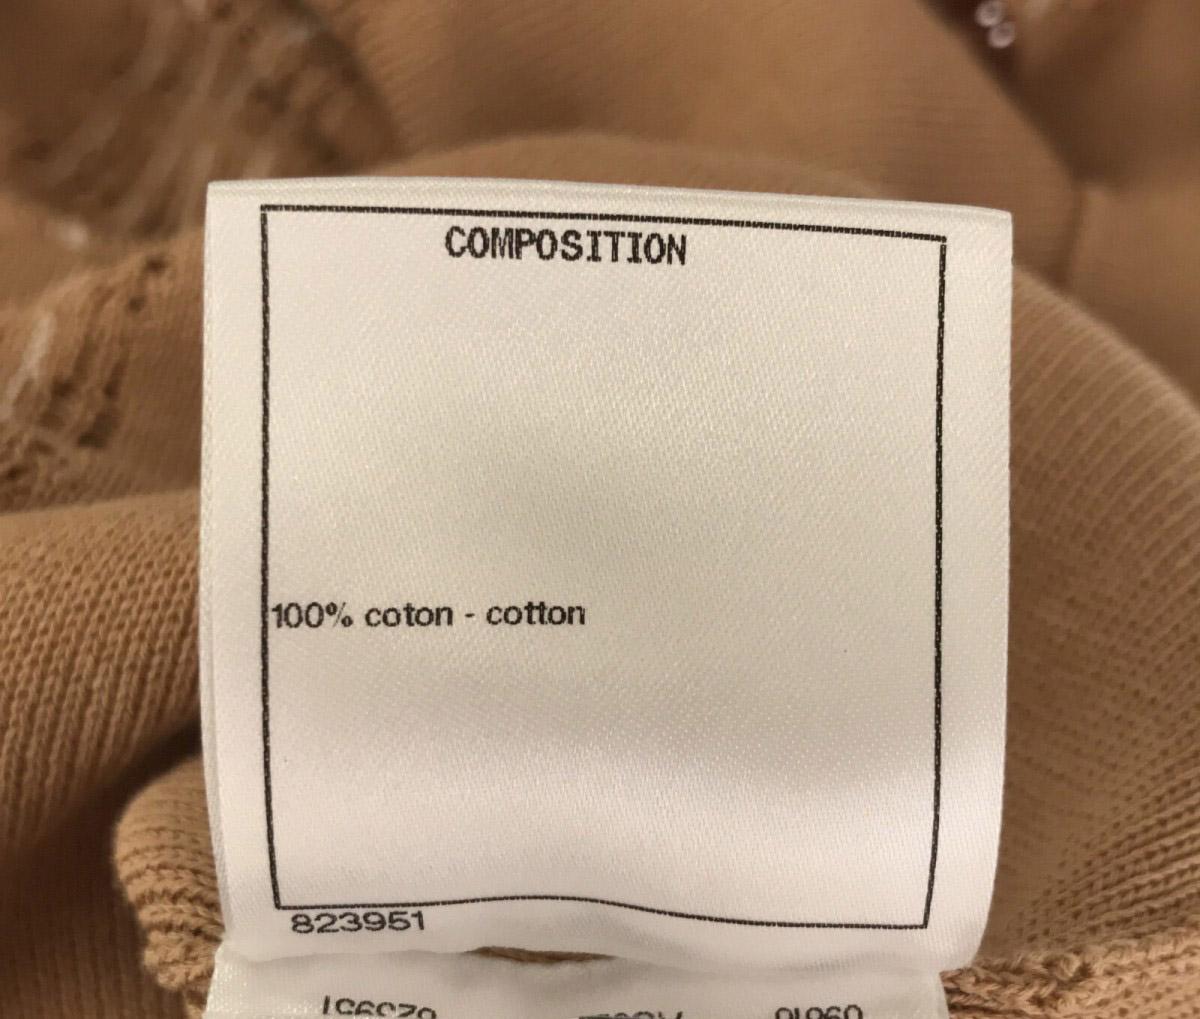 COMPOSITION
100% coton - cotton
823951